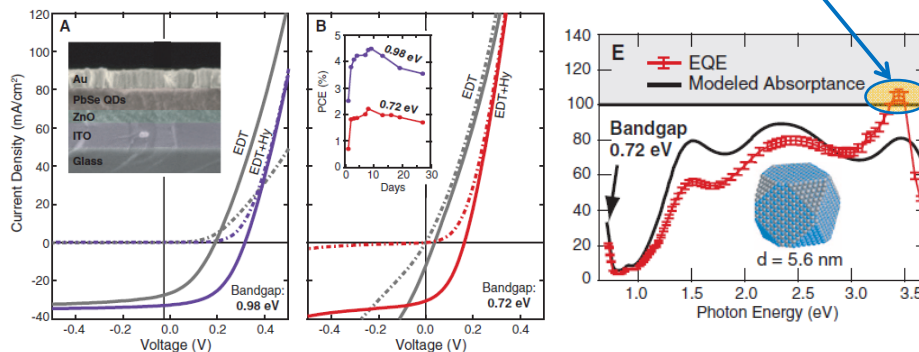 A
Current Density (mA/cm²)
120
100
80
60
40
20
0
-20
-40
Au
PbSe QDs
ZnO
ITO
Glass
EDT
EDT+Hy
Bandgap:
0.98 eV
-0.4 -0.2 0.0 0.2 0.4
Voltage (V)
B
PCE (%)
5
4
3
2
1
0
0 10 20 30
Days
0.98 eV
0.72 eV
EDT
EDT+Hy
Bandgap:
0.72 eV
-0.4 -0.2 0.0 0.2 0.4
Voltage (V)
E
EQE
Modeled Absorptance
140
120
100
80
60
40
20
0
Bandgap
0.72 eV
d = 5.6 nm
1.0 1.5 2.0 2.5 3.0 3.5
Photon Energy (eV)